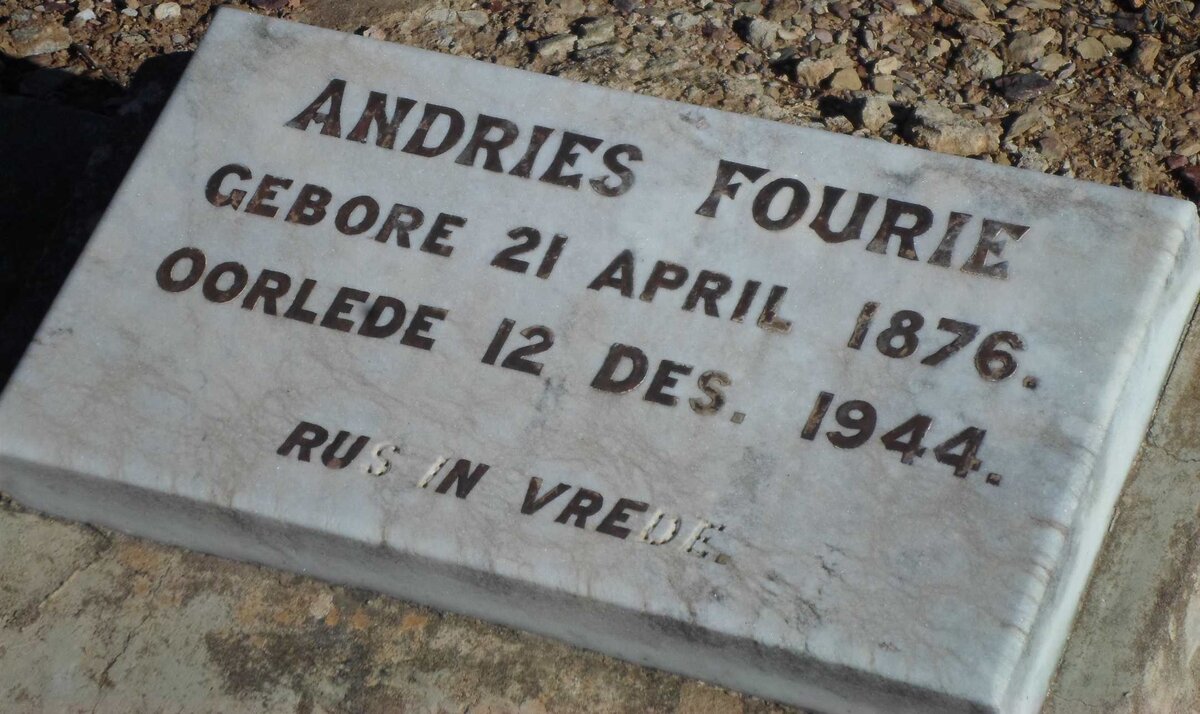 ANDRIES FOURIE
GEBORE 21 APRIL 1876.
OORLEDE 12 DES. 1944.
RUS IN VREDE.